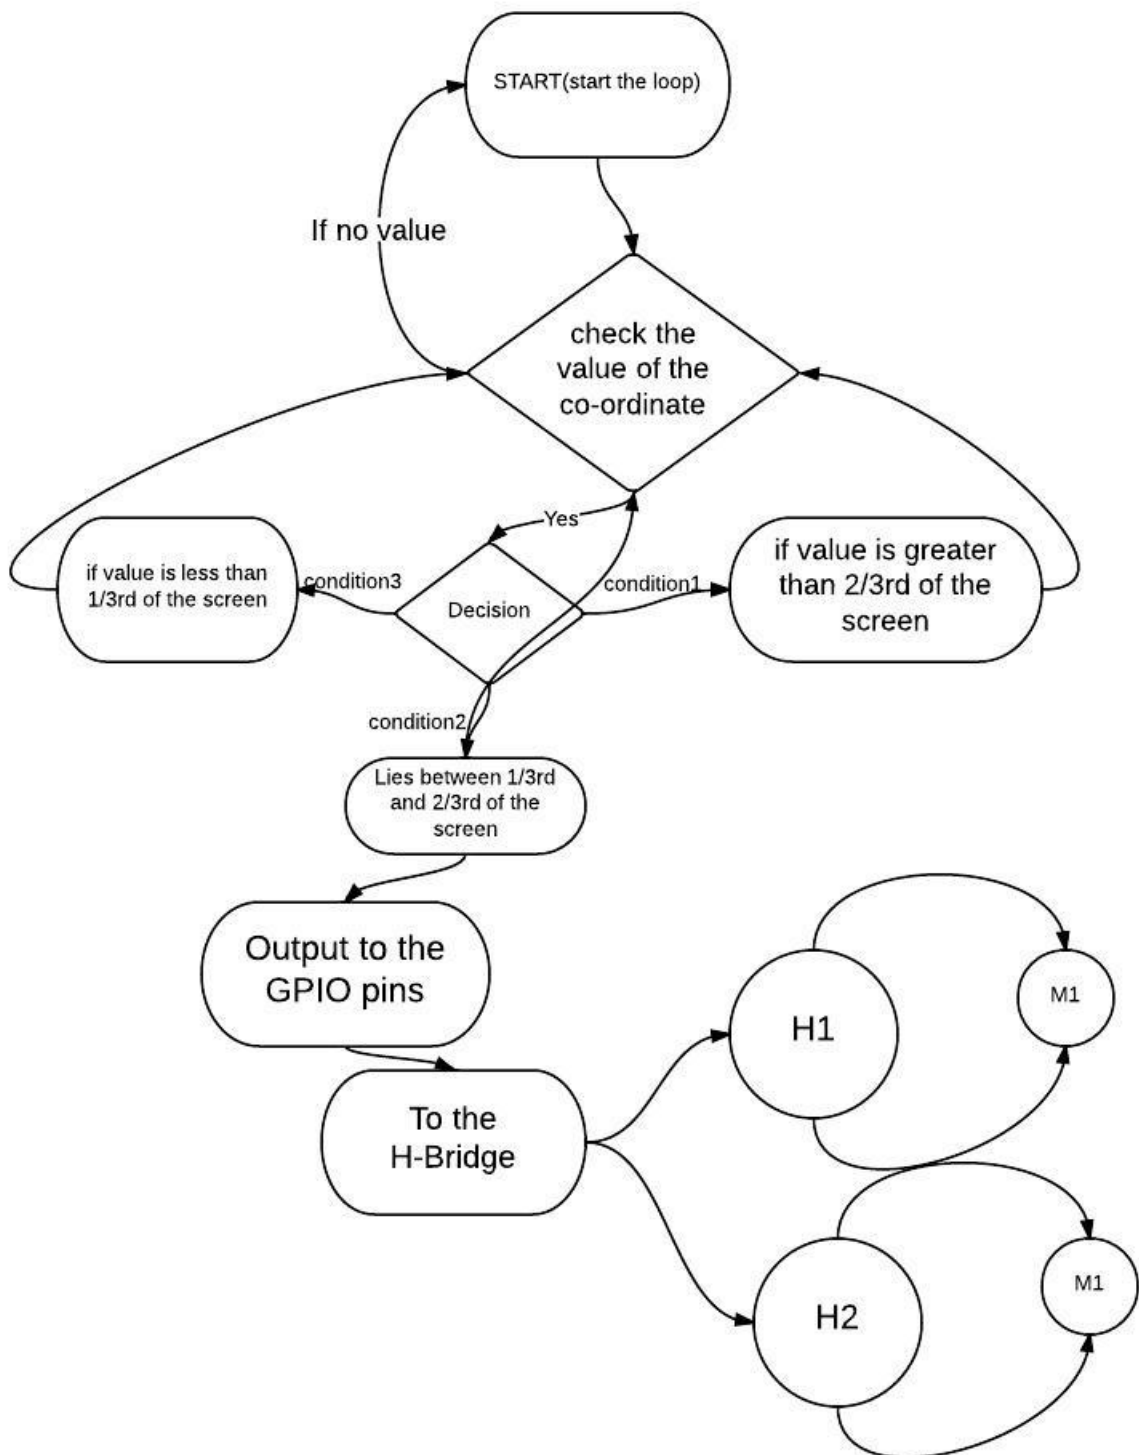 START(start the loop)
If no value
check the
value of the
co-ordinate
Yes
if value is less than
1/3rd of the screen
condition3
Decision
condition1
if value is greater
than 2/3rd of the
screen
condition2
Lies between 1/3rd
and 2/3rd of the
screen
Output to the
GPIO pins
To the
H-Bridge
H1
M1
H2
M1